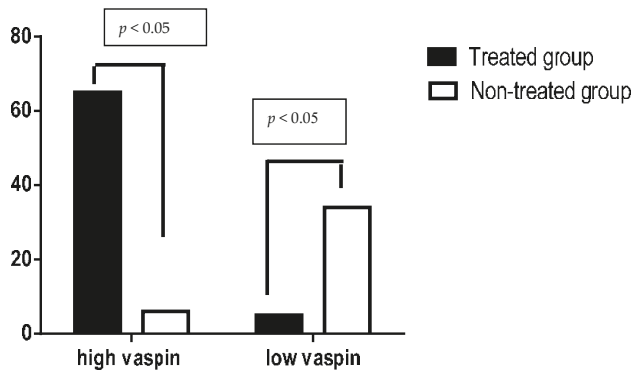 p < 0.05
80
60
40
20
0
p < 0.05
high vaspin
low vaspin
Treated group
Non-treated group